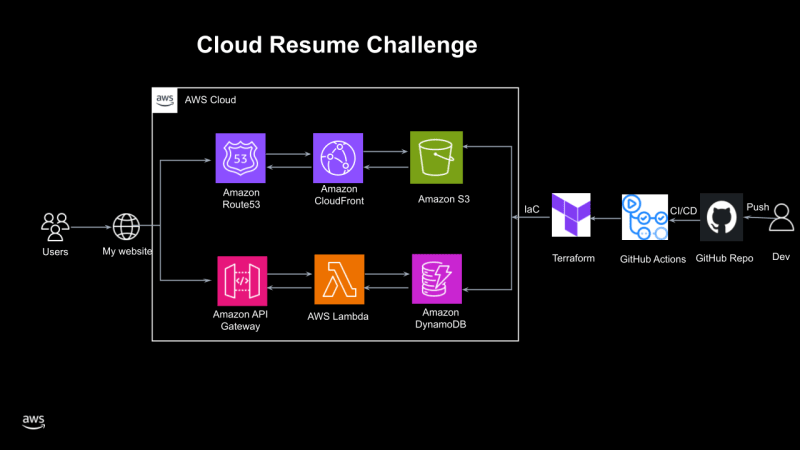 Cloud Resume Challenge
aws
AWS Cloud
53
Amazon
Route53
Amazon
CloudFront
Amazon S3
Users
My website
IaC
CI/CD
Push
Terraform
GitHub Actions
GitHub Repo
Dev
</>
Amazon API
Gateway
AWS Lambda
Amazon
DynamoDB
aws